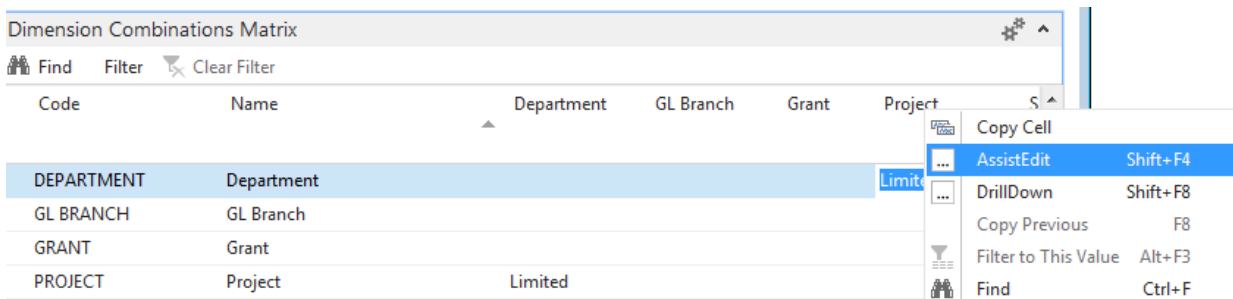 Dimension Combinations Matrix
Find Filter Clear Filter
Code Name Department GL Branch Grant Project S
Copy Cell
DEPARTMENT Department Limite AssistEdit Shift+F4
DrillDown Shift+F8
GL BRANCH GL Branch
Copy Previous F8
GRANT Grant
Filter to This Value Alt+F3
PROJECT Project Limited
Find Ctrl+F